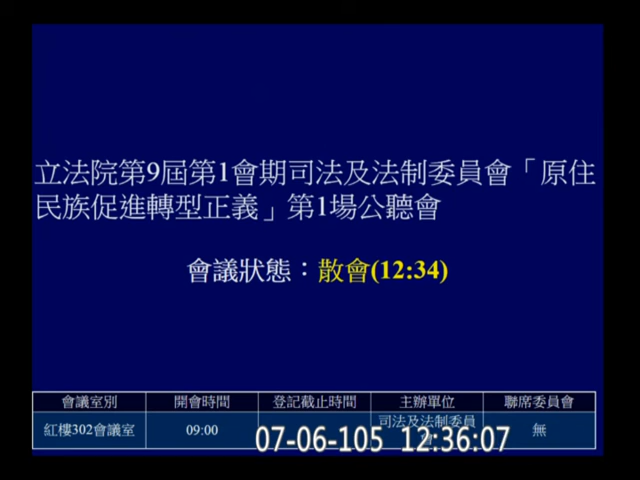 立法院第9屆第1會期司法及法制委員會「原住
民族促進轉型正義」第1場公聽會
會議狀態：散會(12:34)
會議室別 開會時間 登記截止時間 主辦單位 聯席委員會
紅樓302會議室 09:00 司法及法制委員 無
07-06-105 12:36:07